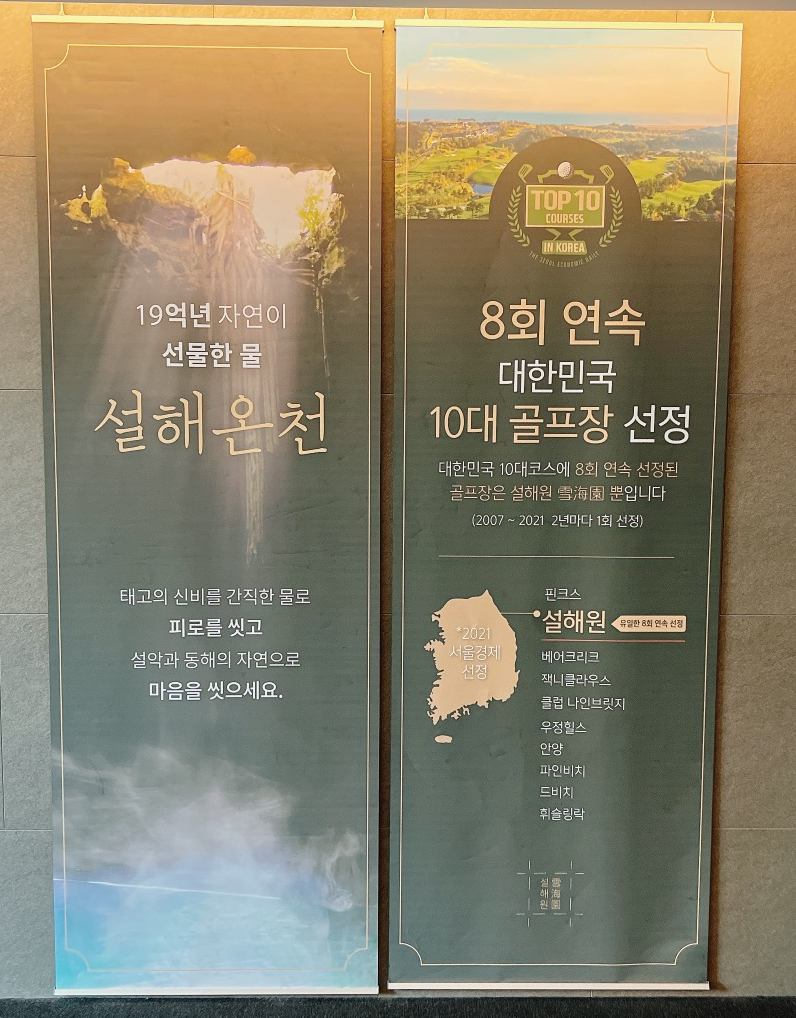 19억년 자연이
선물한 물
설해온천
태고의 신비를 간직한 물로
피로를 씻고
설악과 동해의 자연으로
마음을 씻으세요.
TOP 10
COURSES
IN KOREA
THE SEOUL ECONOMIC DAILY
8회 연속
대한민국
10대 골프장 선정
대한민국 10대코스에 8회 연속 선정된
골프장은 설해원 雪海園 뿐입니다
(2007 ~ 2021 2년마다 1회 선정)
*2021
서울경제
선정
핀크스
설해원 유일한 8회 연속 선정
베어크리크
잭니클라우스
클럽 나인브릿지
우정힐스
안양
파인비치
드비치
휘슬링락
설 雪
해 海
원 園